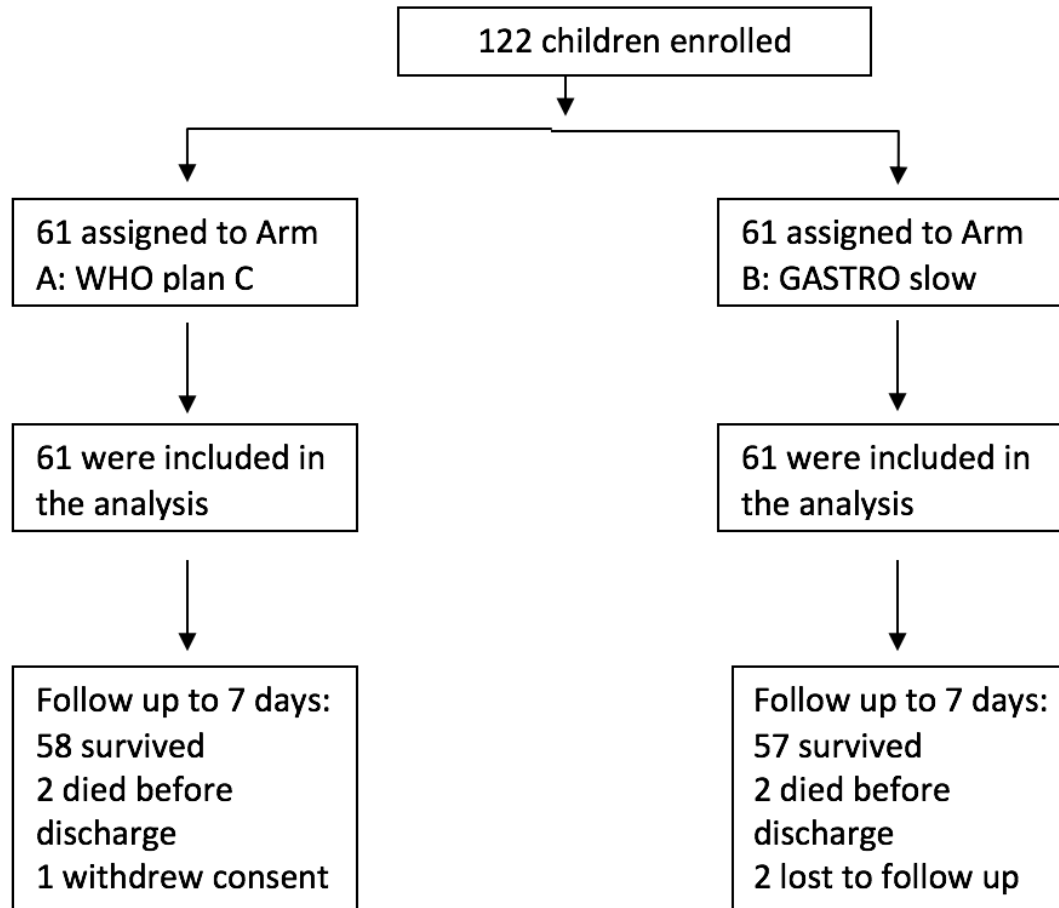 122 children enrolled
61 assigned to Arm
A: WHO plan C
61 assigned to Arm
B: GASTRO slow
61 were included in
the analysis
61 were included in
the analysis
Follow up to 7 days:
58 survived
2 died before
discharge
1 withdrew consent
Follow up to 7 days:
57 survived
2 died before
discharge
2 lost to follow up